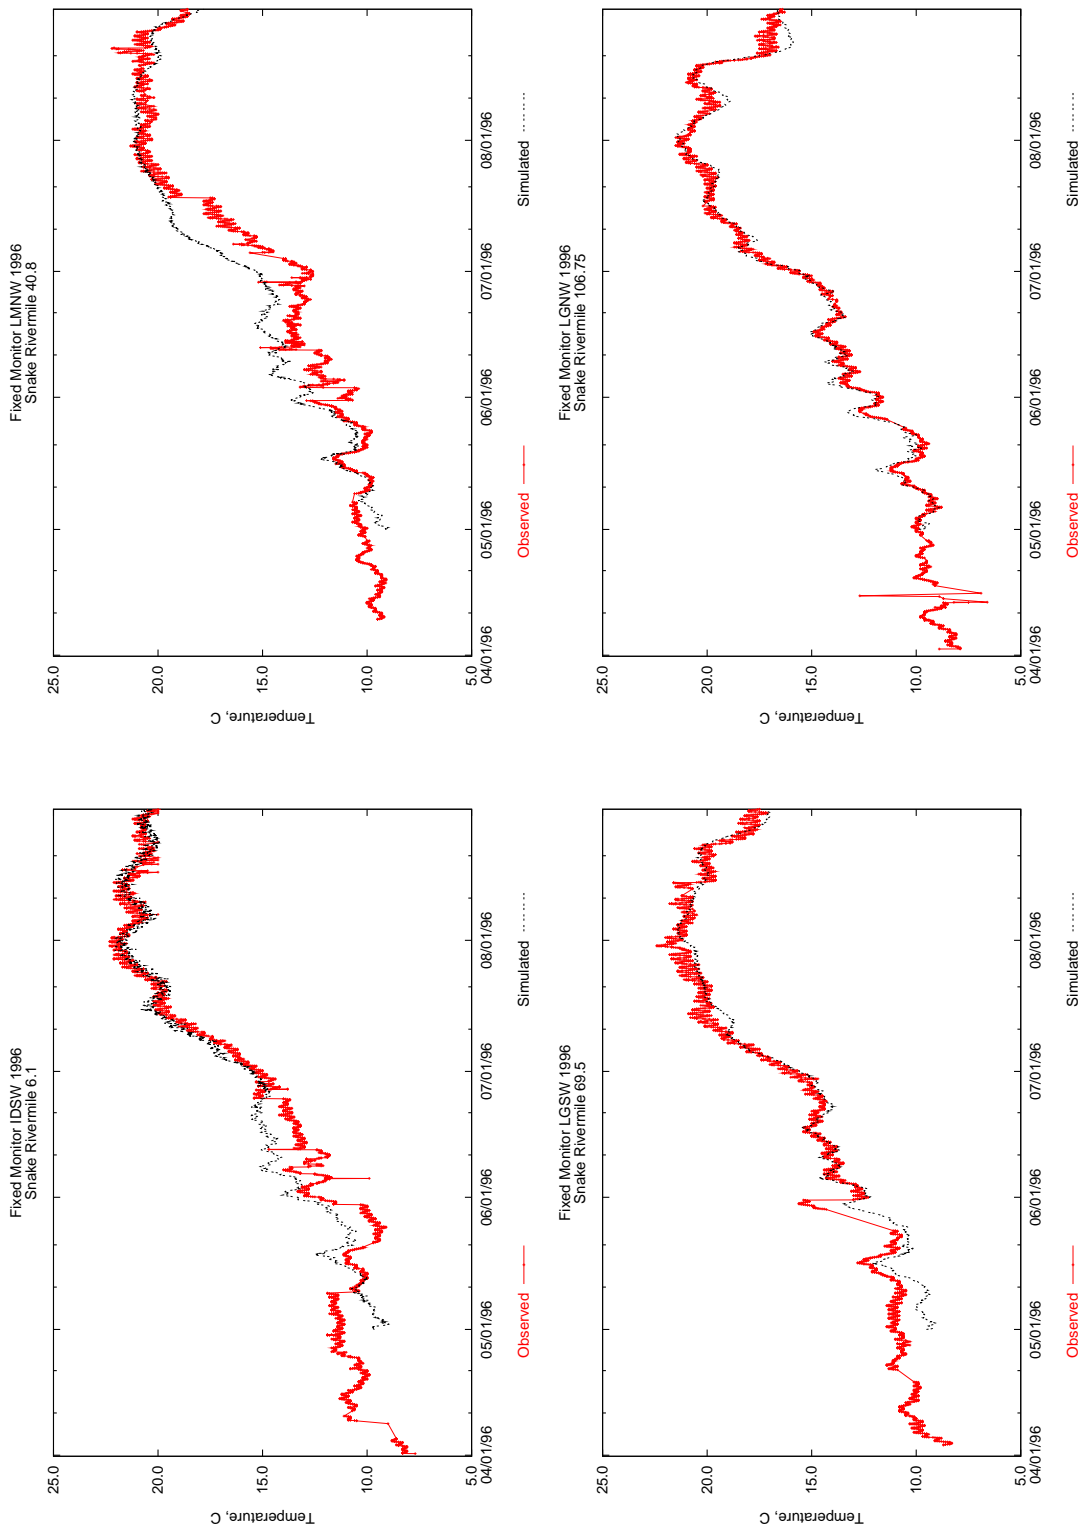 Fixed Monitor IDSW 1996
Snake Rivermile 6.1
25.0
20.0
15.0
10.0
5.0
Temperature, C
04/01/96
05/01/96
06/01/96
07/01/96
08/01/96
Observed
Simulated
Fixed Monitor LMNW 1996
Snake Rivermile 40.8
25.0
20.0
15.0
10.0
5.0
Temperature, C
04/01/96
05/01/96
06/01/96
07/01/96
08/01/96
Observed
Simulated
Fixed Monitor LGSW 1996
Snake Rivermile 69.5
25.0
20.0
15.0
10.0
5.0
Temperature, C
04/01/96
05/01/96
06/01/96
07/01/96
08/01/96
Observed
Simulated
Fixed Monitor LGNW 1996
Snake Rivermile 106.75
25.0
20.0
15.0
10.0
5.0
Temperature, C
04/01/96
05/01/96
06/01/96
07/01/96
08/01/96
Observed
Simulated